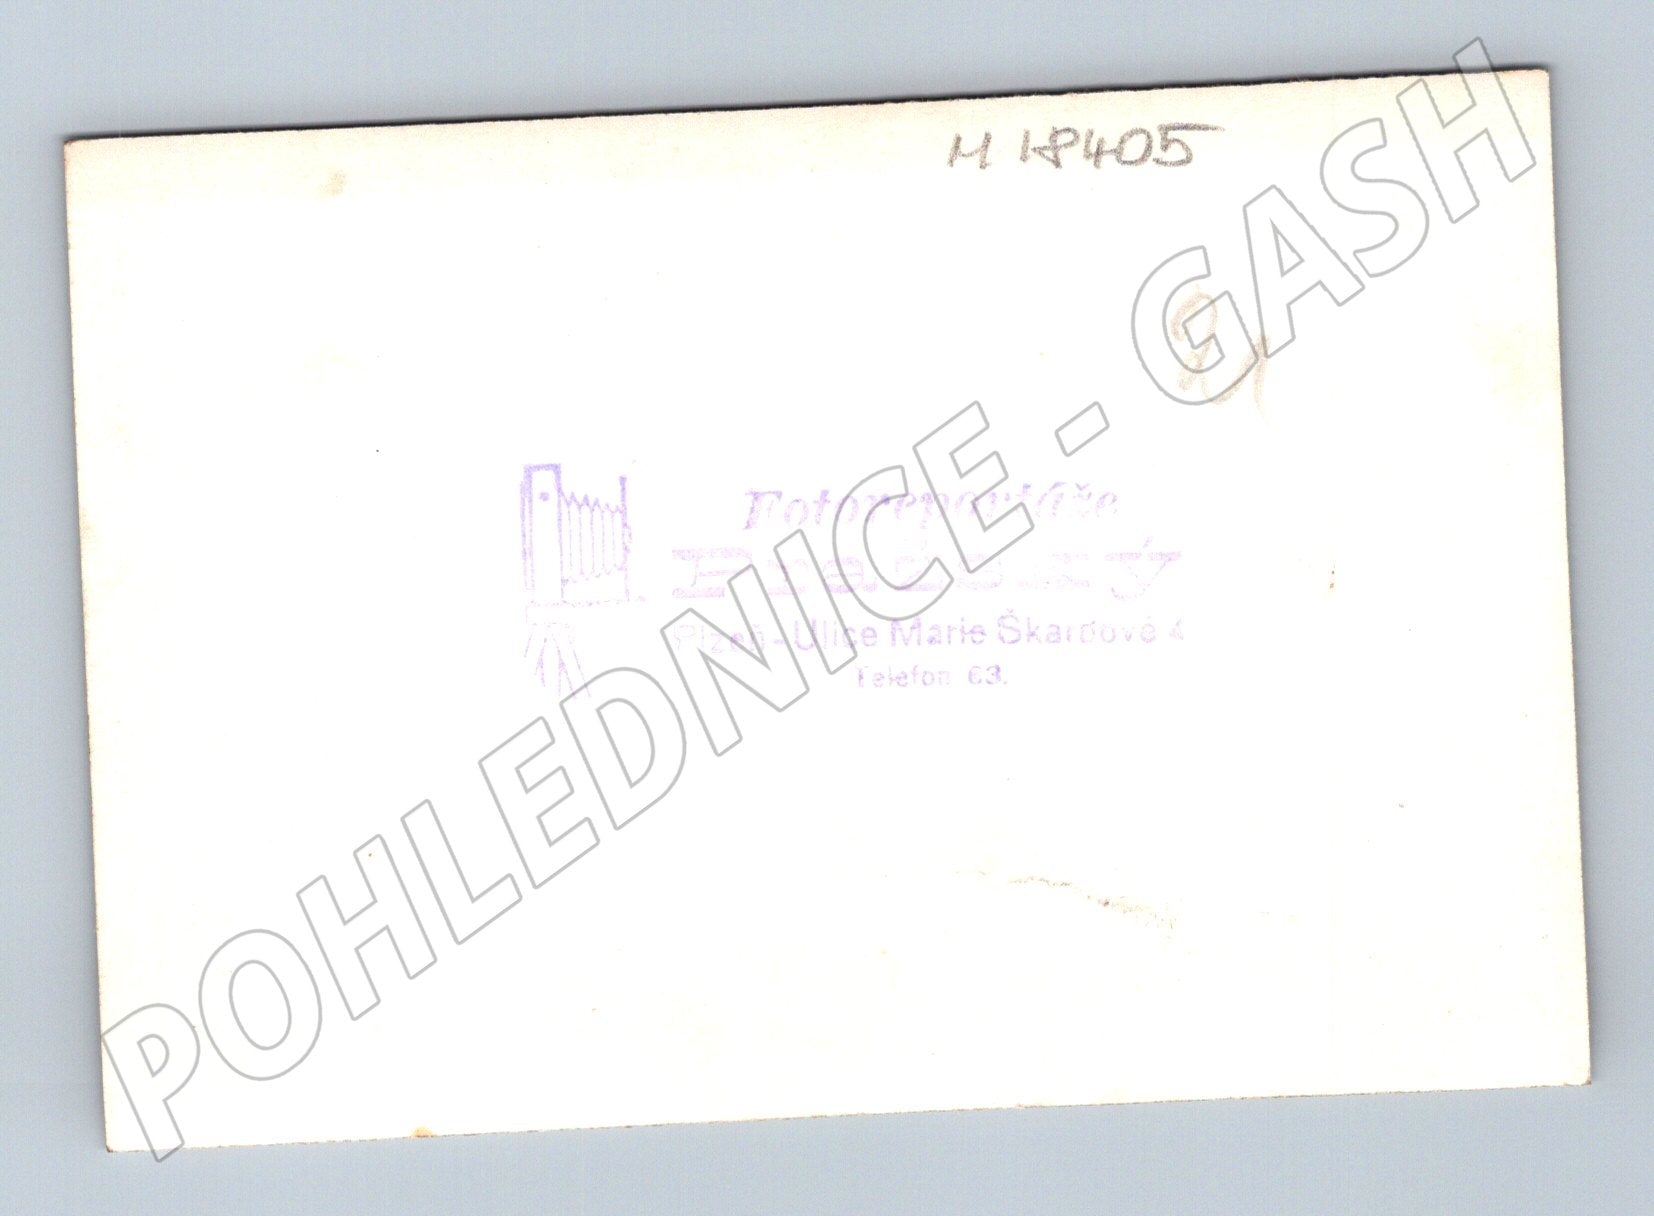 M 18405
Fotoreportáže
Plzeň - Ulice Marie Škardové 4
Telefon 63.
POHLEDNICE - GASH